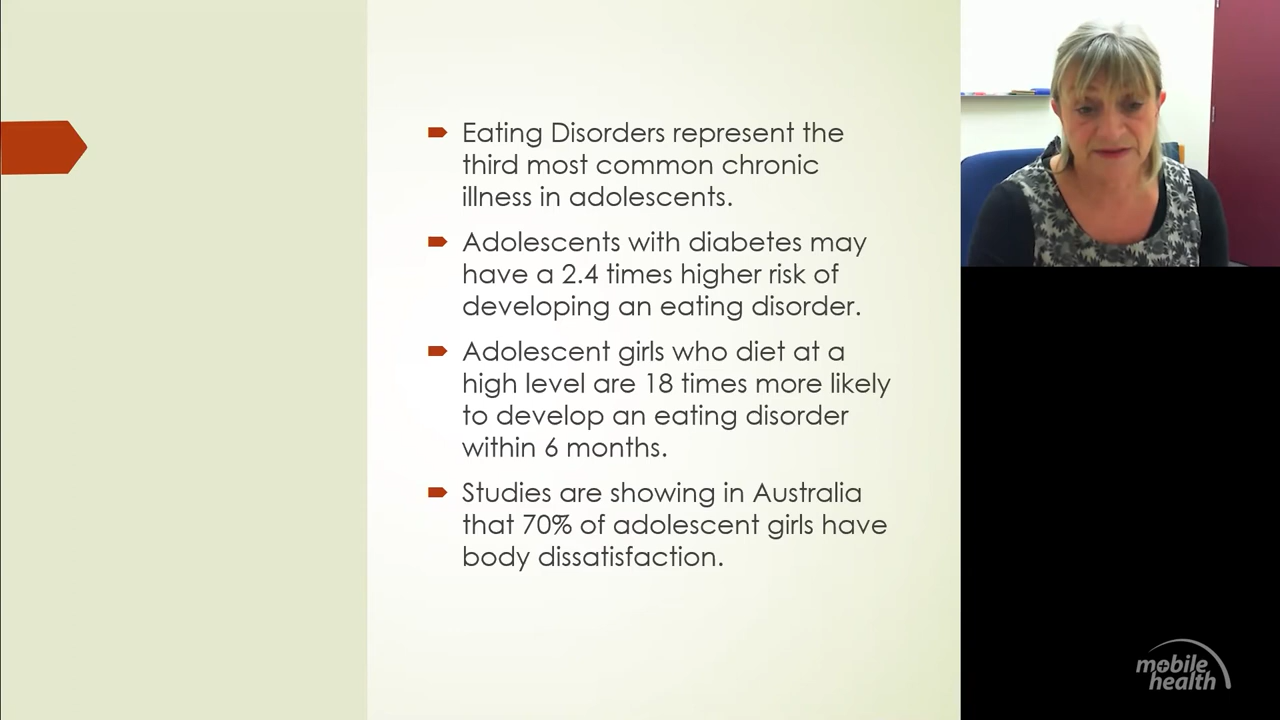 Eating Disorders represent the
third most common chronic
illness in adolescents.
Adolescents with diabetes may
have a 2.4 times higher risk of
developing an eating disorder.
Adolescent girls who diet at a
high level are 18 times more likely
to develop an eating disorder
within 6 months.
Studies are showing in Australia
that 70% of adolescent girls have
body dissatisfaction.
mobile
health